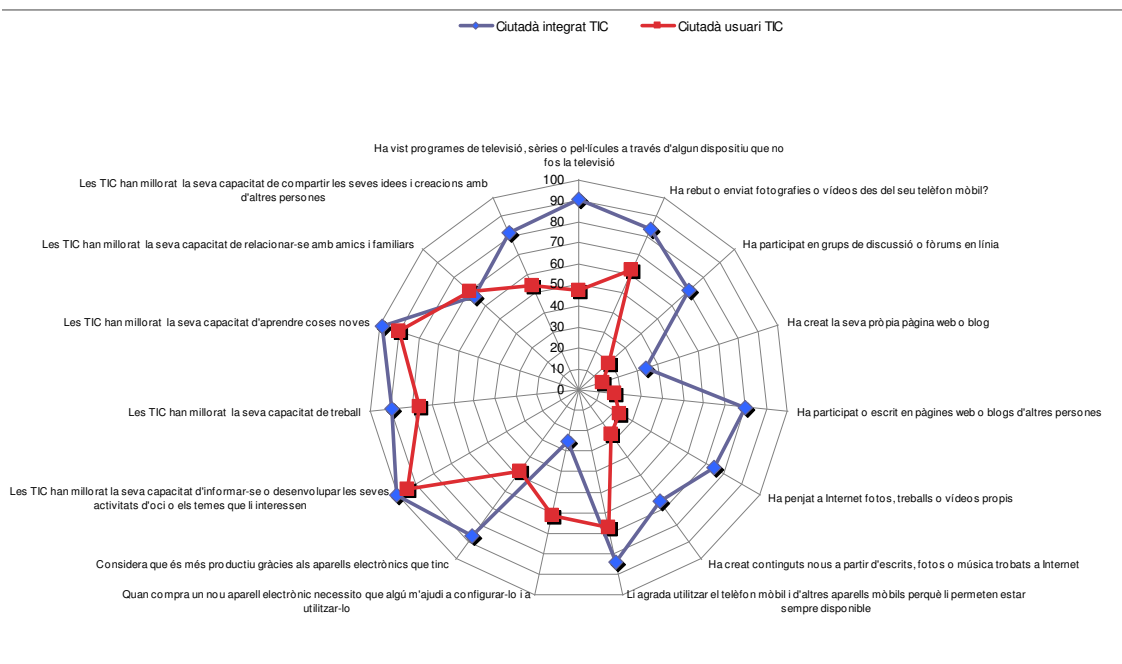 Ciutadà integrat TIC
Ciutadà usuari TIC
Ha vist programes de televisió, sèries o pel·lícules a través d'algun dispositiu que no
fos la televisió
Ha rebut o enviat fotografies o vídeos des del seu telèfon mòbil?
Ha participat en grups de discussió o fòrums en línia
Ha creat la seva pròpia pàgina web o blog
Ha participat o escrit en pàgines web o blogs d'altres persones
Ha penjat a Internet fotos, treballs o vídeos propis
Ha creat continguts nous a partir d'escrits, fotos o música trobats a Internet
Li agrada utilitzar el telèfon mòbil i d'altres aparells mòbils perquè li permeten estar
sempre disponible
Quan compra un nou aparell electrònic necessito que algú m'ajudi a configurar-lo i a
utilitzar-lo
Considera que és més productiu gràcies als aparells electrònics que tinc
Les TIC han millorat la seva capacitat d'informar-se o desenvolupar les seves
activitats d'oci o els temes que li interessen
Les TIC han millorat la seva capacitat de treball
Les TIC han millorat la seva capacitat d'aprendre coses noves
Les TIC han millorat la seva capacitat de relacionar-se amb amics i familiars
Les TIC han millorat la seva capacitat de compartir les seves idees i creacions amb
d'altres persones
100
90
80
70
60
50
40
30
20
10
0